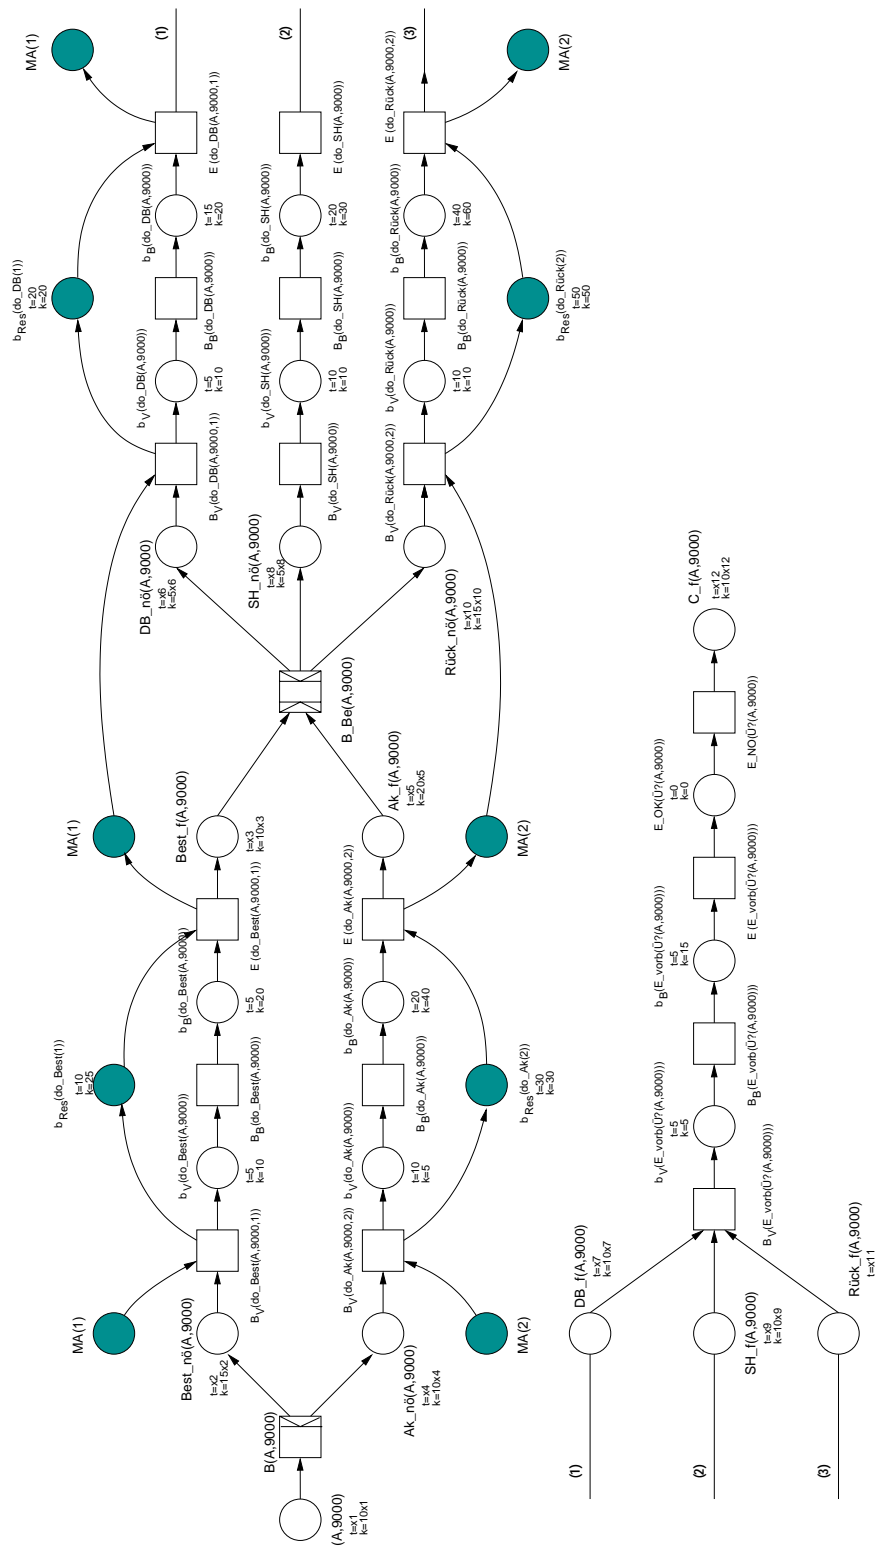 (A,9000)
t=x1
k=10x1
B(A,9000)
Best_nö(A,9000)
t=x2
k=15x2
Ak_nö(A,9000)
t=x4
k=10x4
MA(1)
MA(2)
B_V(do_Best(A,9000,1))
B_V(do_Ak(A,9000,2))
b_V(do_Best(A,9000))
t=5
k=10
b_V(do_Ak(A,9000))
t=10
k=5
b_Res(do_Best(1))
t=10
k=25
B_B(do_Best(A,9000))
B_B(do_Ak(A,9000))
b_Res(do_Ak(2))
t=30
k=30
b_B(do_Best(A,9000))
t=5
k=20
b_B(do_Ak(A,9000))
t=20
k=40
E (do_Best(A,9000,1))
E (do_Ak(A,9000,2))
MA(1)
Best_f(A,9000)
t=x3
k=10x3
Ak_f(A,9000)
t=x5
k=20x5
MA(2)
B_Be(A,9000)
DB_nö(A,9000)
t=x6
k=5x6
SH_nö(A,9000)
t=x8
k=5x8
Rück_nö(A,9000)
t=x10
k=15x10
B_V(do_DB(A,9000,1))
B_V(do_SH(A,9000))
B_V(do_Rück(A,9000,2))
b_V(do_DB(A,9000))
t=5
k=10
b_V(do_SH(A,9000))
t=10
k=10
b_V(do_Rück(A,9000))
t=10
k=10
b_Res(do_DB(1))
t=20
k=20
B_B(do_DB(A,9000))
B_B(do_SH(A,9000))
B_B(do_Rück(A,9000))
b_Res(do_Rück(2))
t=50
k=50
b_B(do_DB(A,9000))
t=15
k=20
b_B(do_SH(A,9000))
t=20
k=30
b_B(do_Rück(A,9000))
t=40
k=60
E (do_DB(A,9000,1))
E (do_SH(A,9000))
E (do_Rück(A,9000,2))
MA(1)
(1)
(2)
(3)
MA(2)
(1)
(2)
(3)
DB_f(A,9000)
t=x7
k=10x7
SH_f(A,9000)
t=x9
k=10x9
Rück_f(A,9000)
t=x11
B_V(E_vorb(Ü?(A,9000)))
b_V(E_vorb(Ü?(A,9000)))
t=5
k=5
B_B(E_vorb(Ü?(A,9000)))
b_B(E_vorb(Ü?(A,9000)))
t=5
k=15
E (E_vorb(Ü?(A,9000)))
E_OK(Ü?(A,9000))
t=0
k=0
E_NO(Ü?(A,9000))
C_f(A,9000)
t=x12
k=10x12